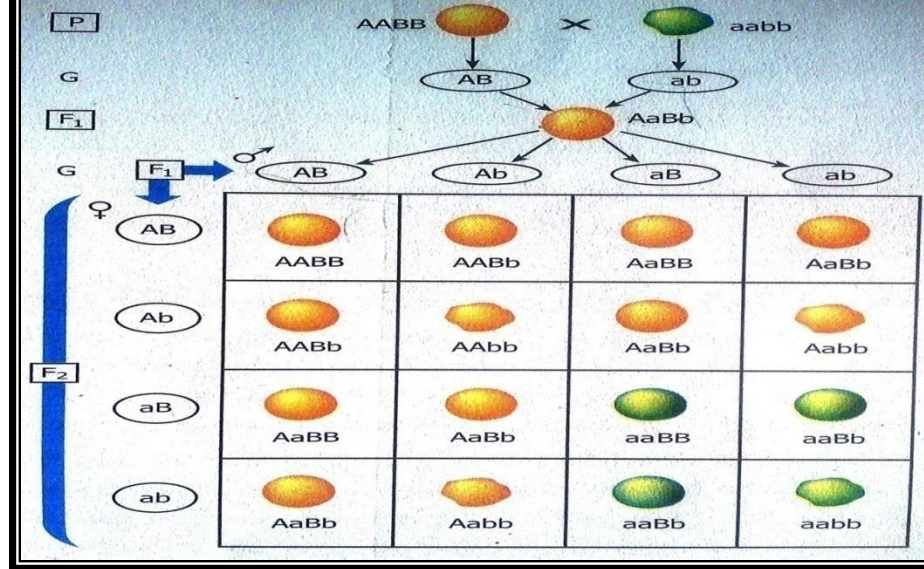 P AABB × aabb
G AB ab
F₁ AaBb
G F₁ ♂ AB Ab aB ab
♀ AB AABB AABb AaBB AaBb
Ab AABb AAbb AaBb Aabb
F₂
aB AaBB AaBb aaBB aaBb
ab AaBb Aabb aaBb aabb